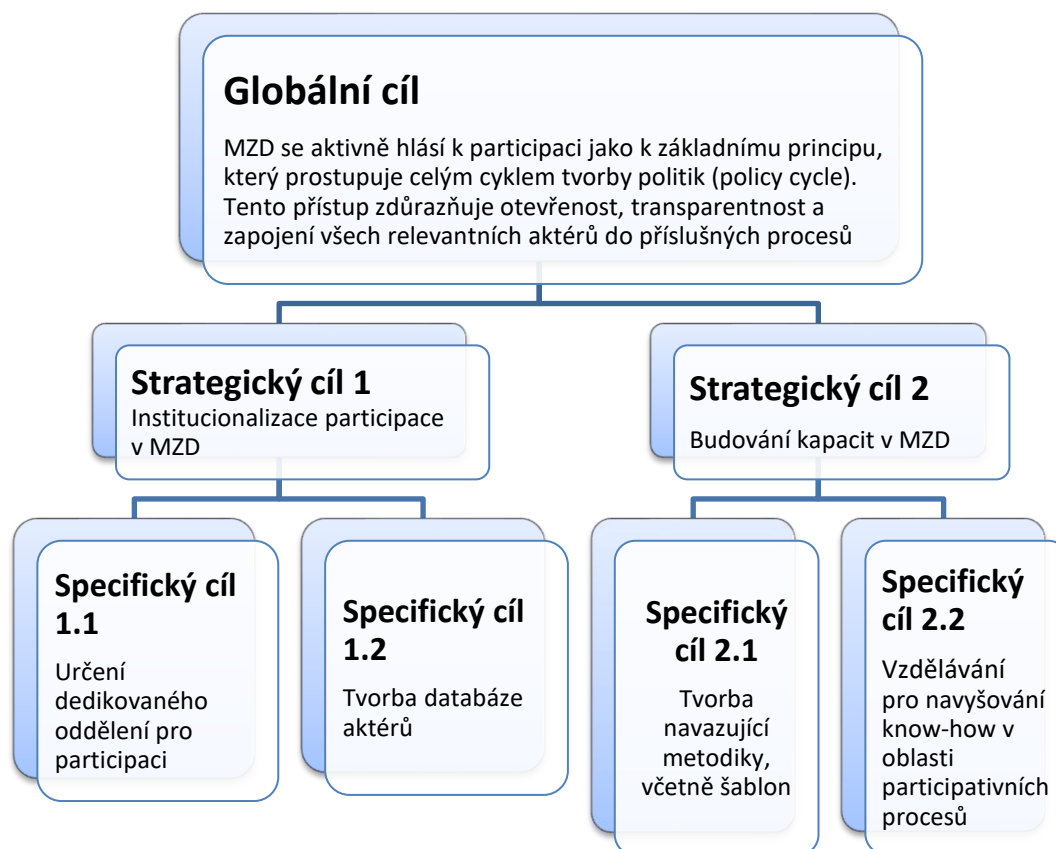 Globální cíl
MZD se aktivně hlásí k participaci jako k základnímu principu,
který prostupuje celým cyklem tvorby politik (policy cycle).
Tento přístup zdůrazňuje otevřenost, transparentnost a
zapojení všech relevantních aktérů do příslušných procesů
Strategický cíl 1
Institucionalizace participace
v MZD
Strategický cíl 2
Budování kapacit v MZD
Specifický cíl
1.1
Určení
dedikovaného
oddělení pro
participaci
Specifický cíl
1.2
Tvorba databáze
aktérů
Specifický
cíl 2.1
Tvorba
navazující
metodiky,
včetně šablon
Specifický
cíl 2.2
Vzdělávání
pro navyšování
know-how v
oblasti
participativních
procesů